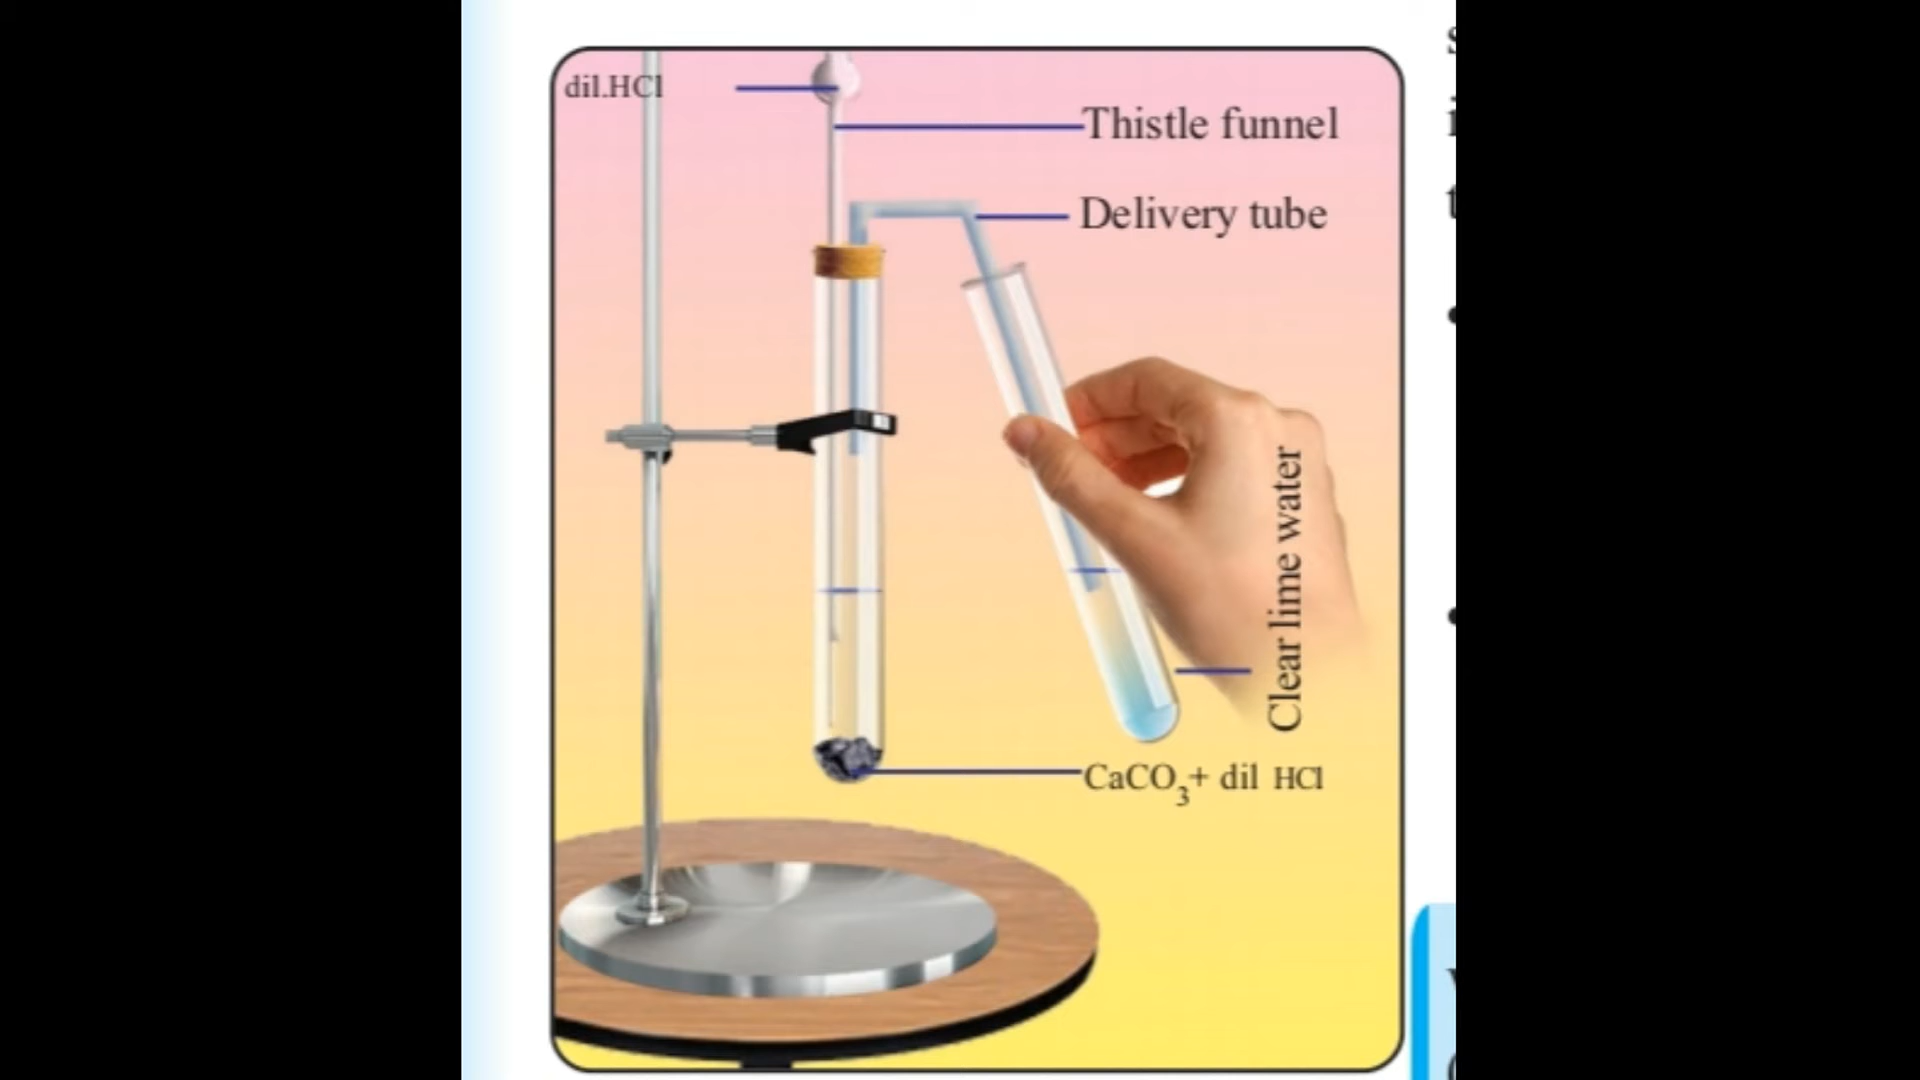 dil.HCl
Thistle funnel
Delivery tube
Clear lime water
CaCO3+ dil HCl